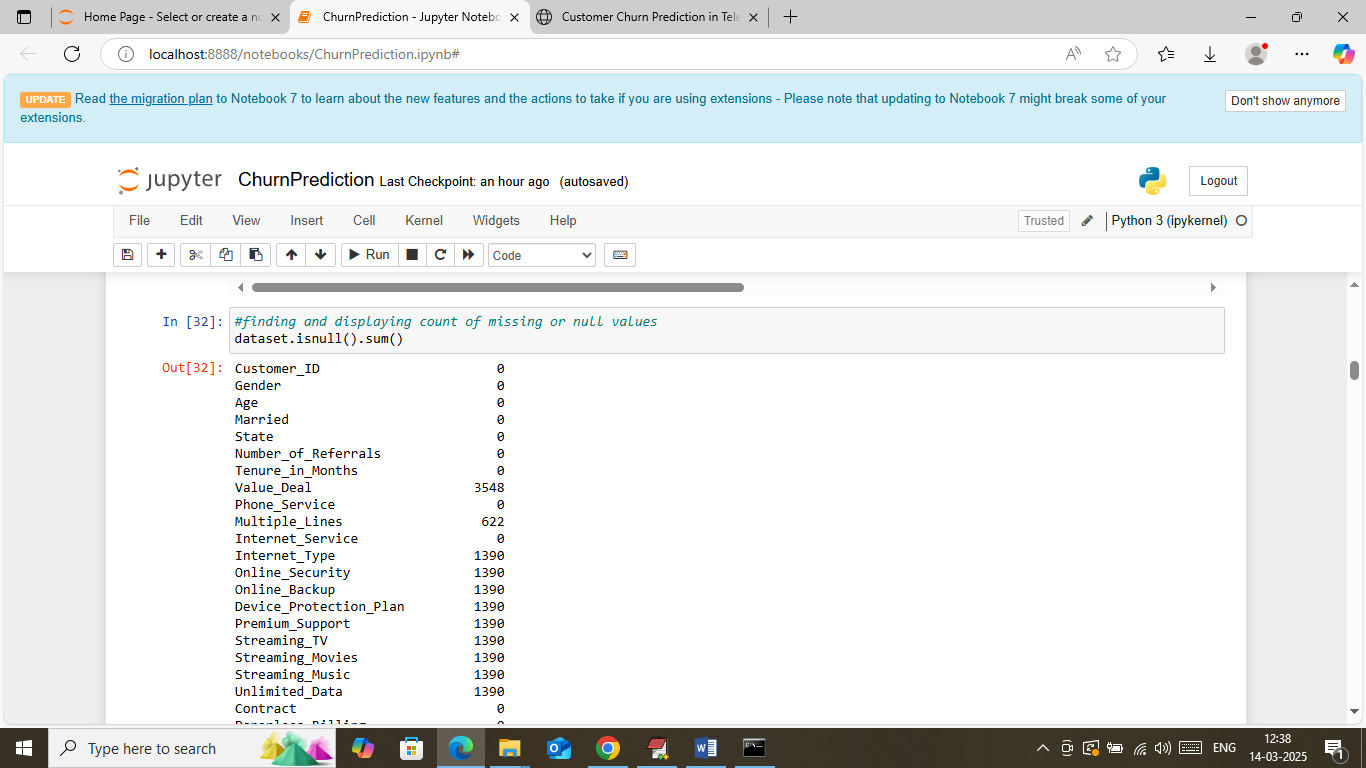 Home Page - Select or create a no
ChurnPrediction - Jupyter Notebo
Customer Churn Prediction in Tele
localhost:8888/notebooks/ChurnPrediction.ipynb#
UPDATE Read the migration plan to Notebook 7 to learn about the new features and the actions to take if you are using extensions - Please note that updating to Notebook 7 might break some of your
extensions.
Don't show anymore
jupyter ChurnPrediction Last Checkpoint: an hour ago (autosaved)
Logout
File Edit View Insert Cell Kernel Widgets Help
Trusted Python 3 (ipykernel)
Run Code
In [32]: #finding and displaying count of missing or null values
dataset.isnull().sum()
Out[32]: Customer_ID 0
Gender 0
Age 0
Married 0
State 0
Number_of_Referrals 0
Tenure_in_Months 0
Value_Deal 3548
Phone_Service 0
Multiple_Lines 622
Internet_Service 0
Internet_Type 1390
Online_Security 1390
Online_Backup 1390
Device_Protection_Plan 1390
Premium_Support 1390
Streaming_TV 1390
Streaming_Movies 1390
Streaming_Music 1390
Unlimited_Data 1390
Contract 0
Type here to search
ENG
12:38
14-03-2025
1